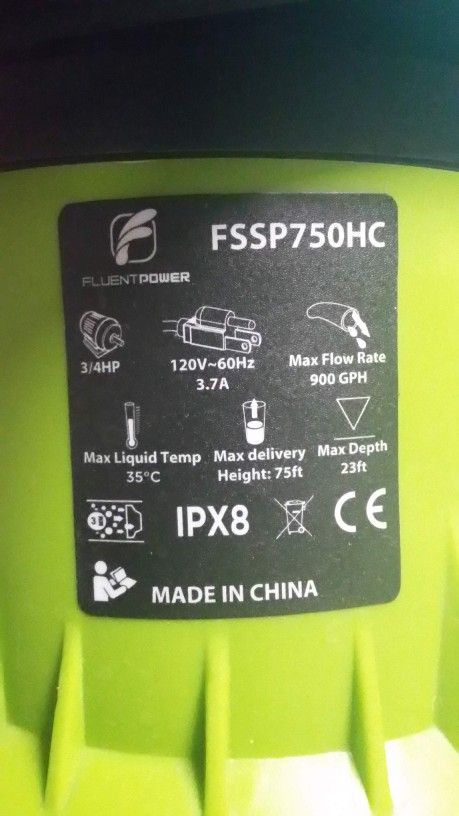 FSSP750HC
FLUENTPOWER
3/4HP
120V~60Hz
3.7A
Max Flow Rate
900 GPH
Max Liquid Temp
35°C
Max delivery
Height: 75ft
Max Depth
23ft
3
IPX8
CE
MADE IN CHINA